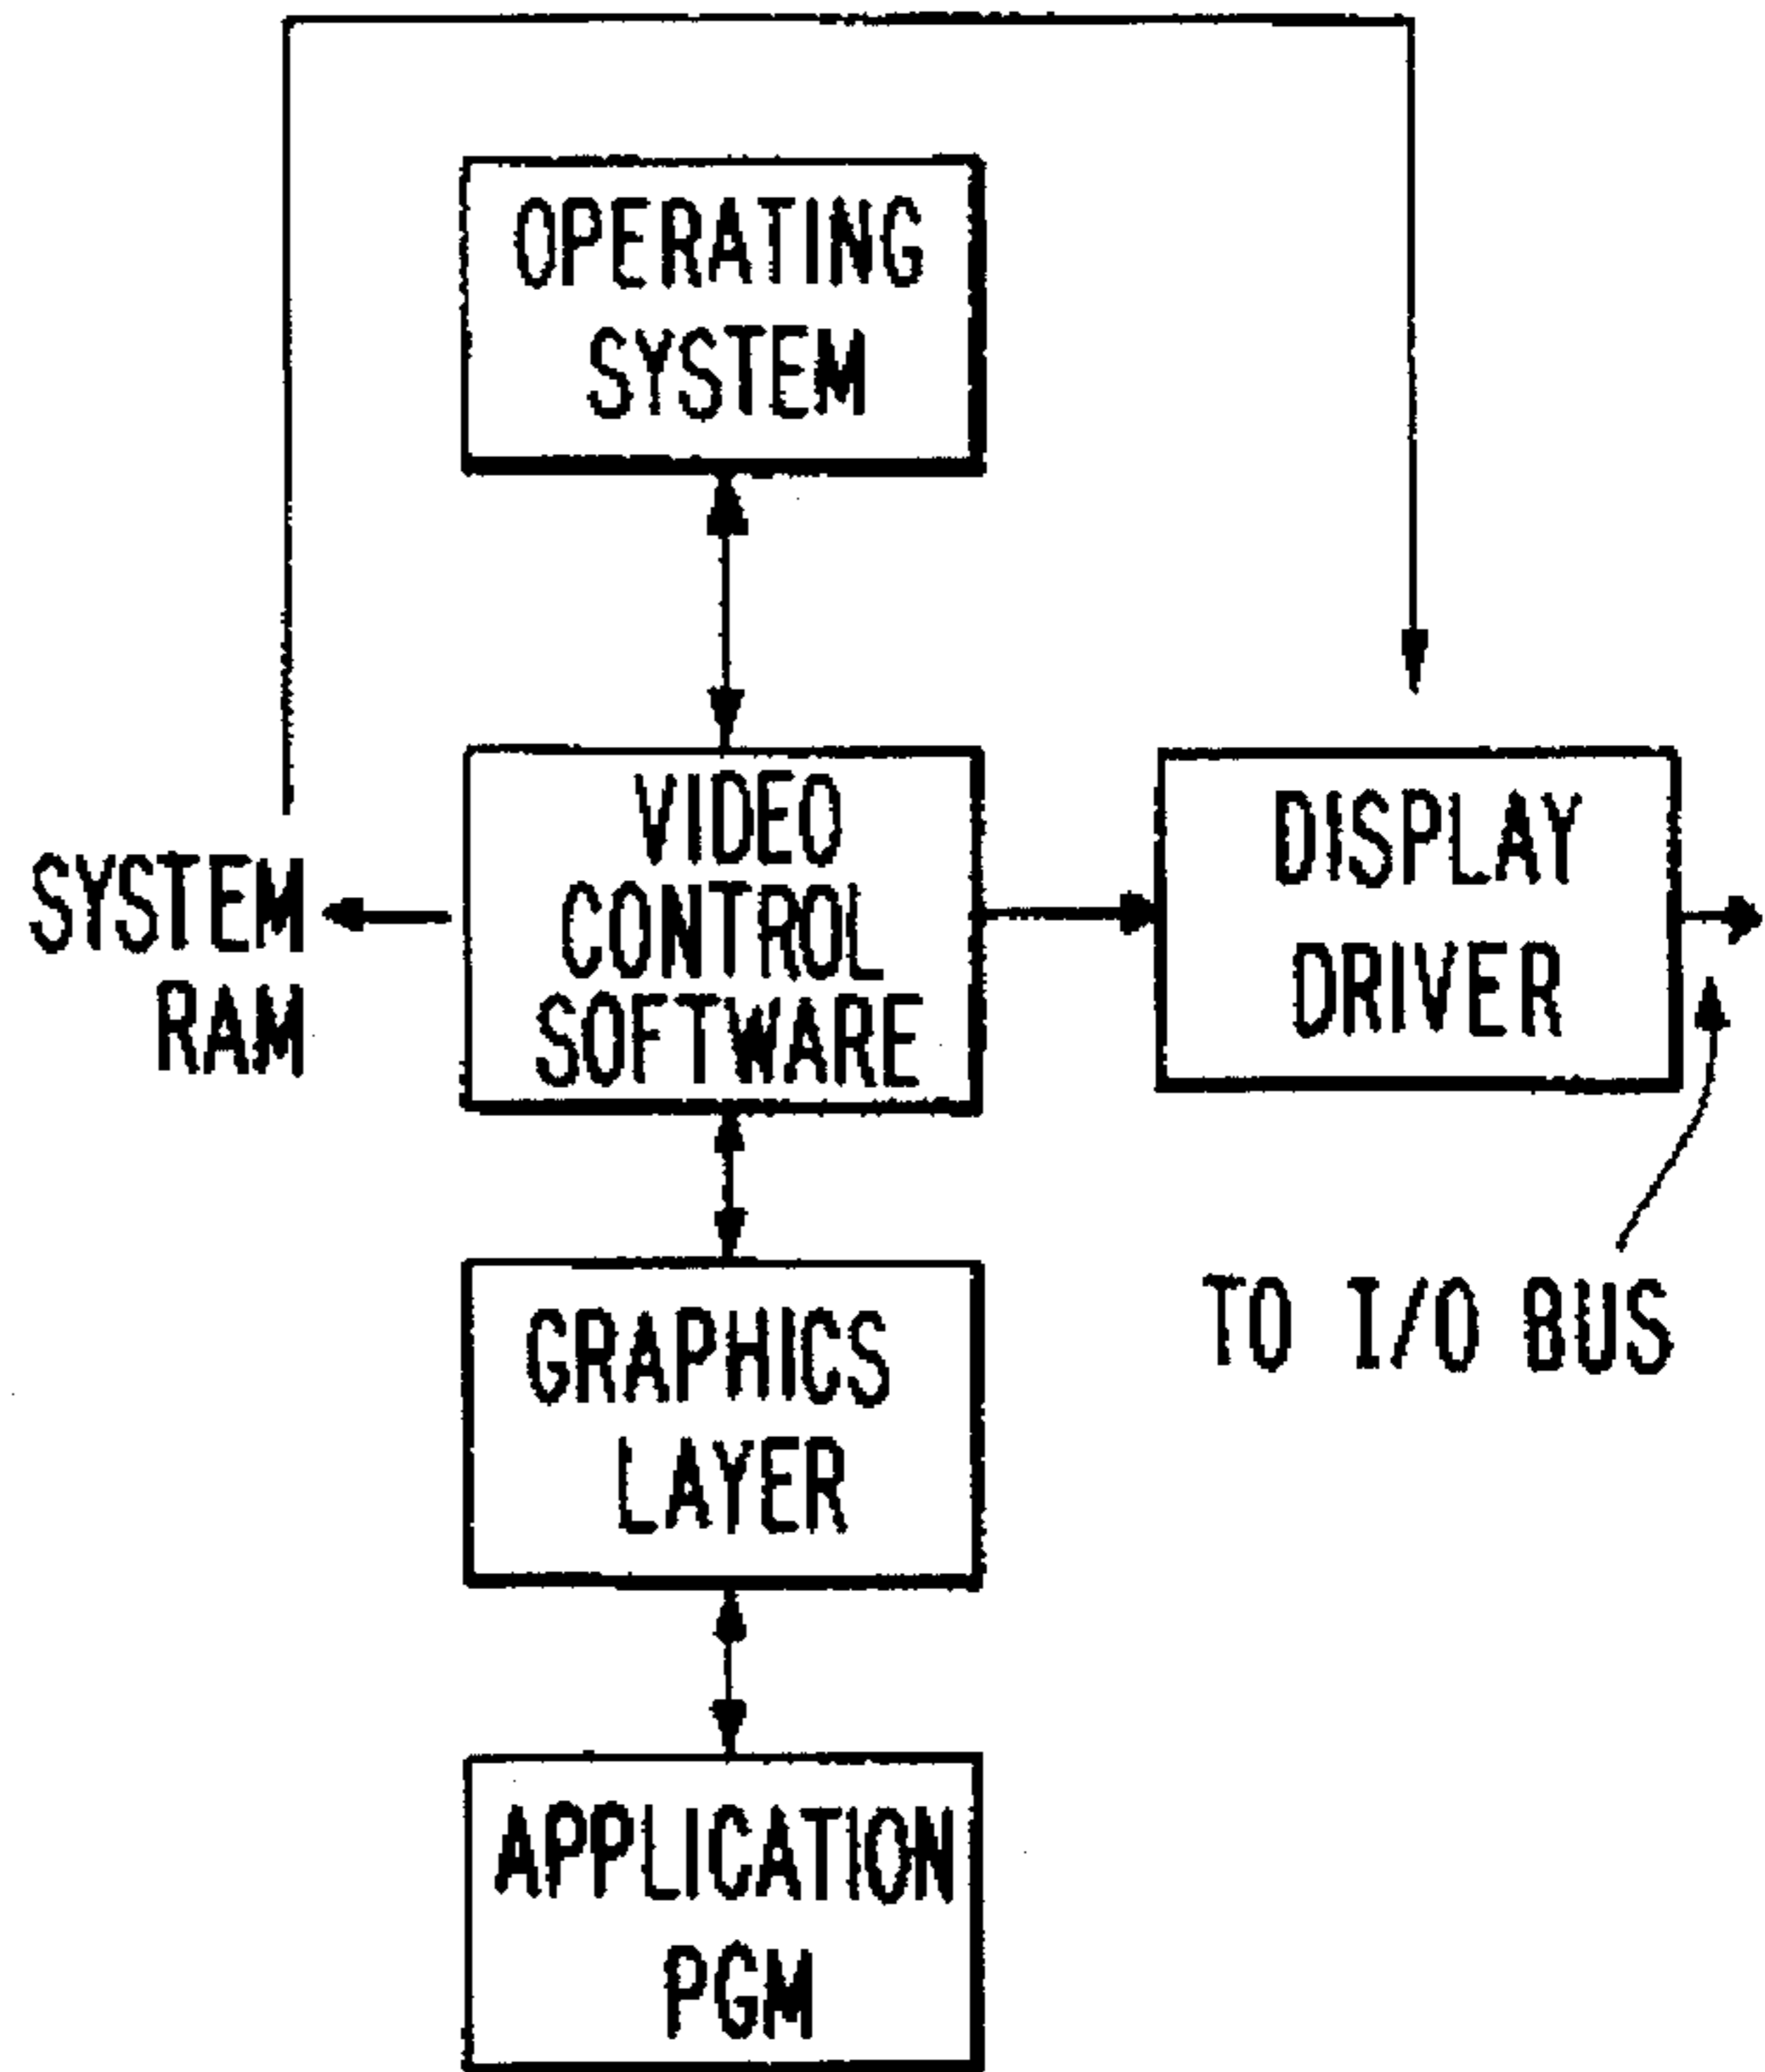 OPERATING
SYSTEM
VIDEO
CONTROL
SOFTWARE
SYSTEM
RAM
DISPLAY
DRIVER
TO I/O BUS
GRAPHICS
LAYER
APPLICATION
PGM